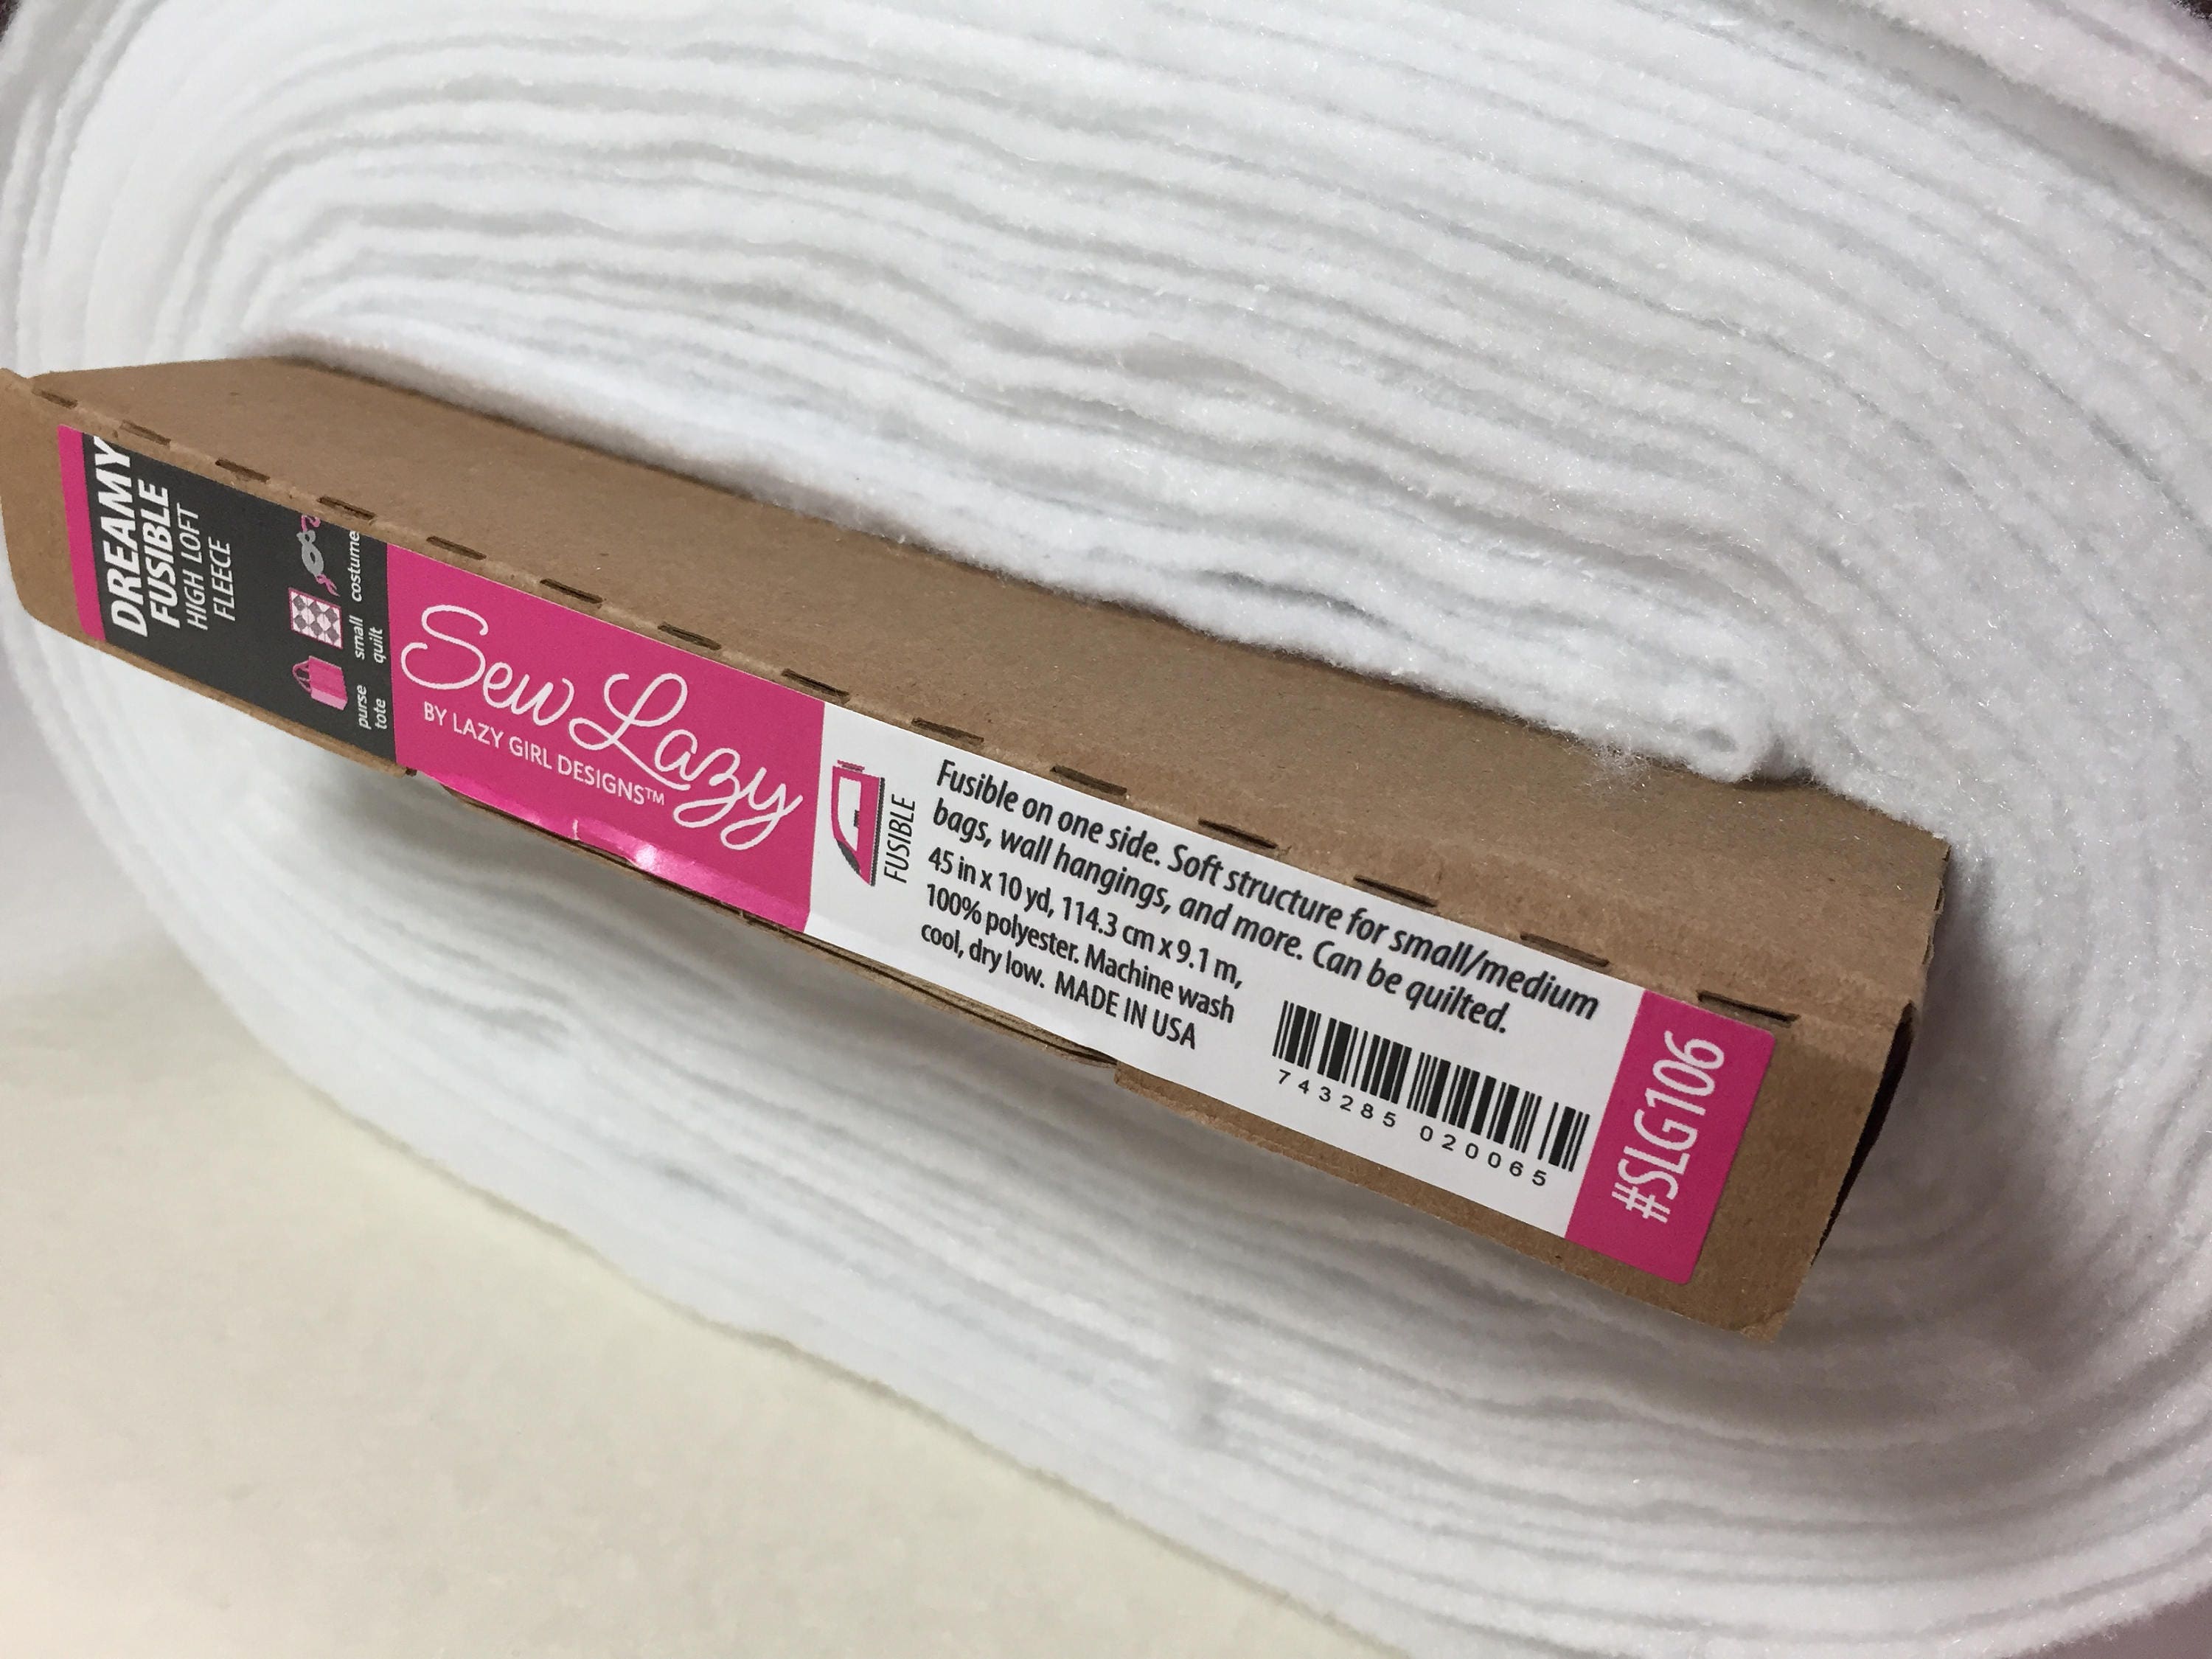 DREAMY
FUSIBLE
HIGH LOFT
FLEECE
purse
tote
small
quilt
costume
Sew Lazy
BY LAZY GIRL DESIGNS™
FUSIBLE
Fusible on one side. Soft structure for small/medium
bags, wall hangings, and more. Can be quilted.
45 in x 10 yd, 114.3 cm x 9.1 m,
100% polyester. Machine wash
cool, dry low. MADE IN USA
743285 020065
#SLG106